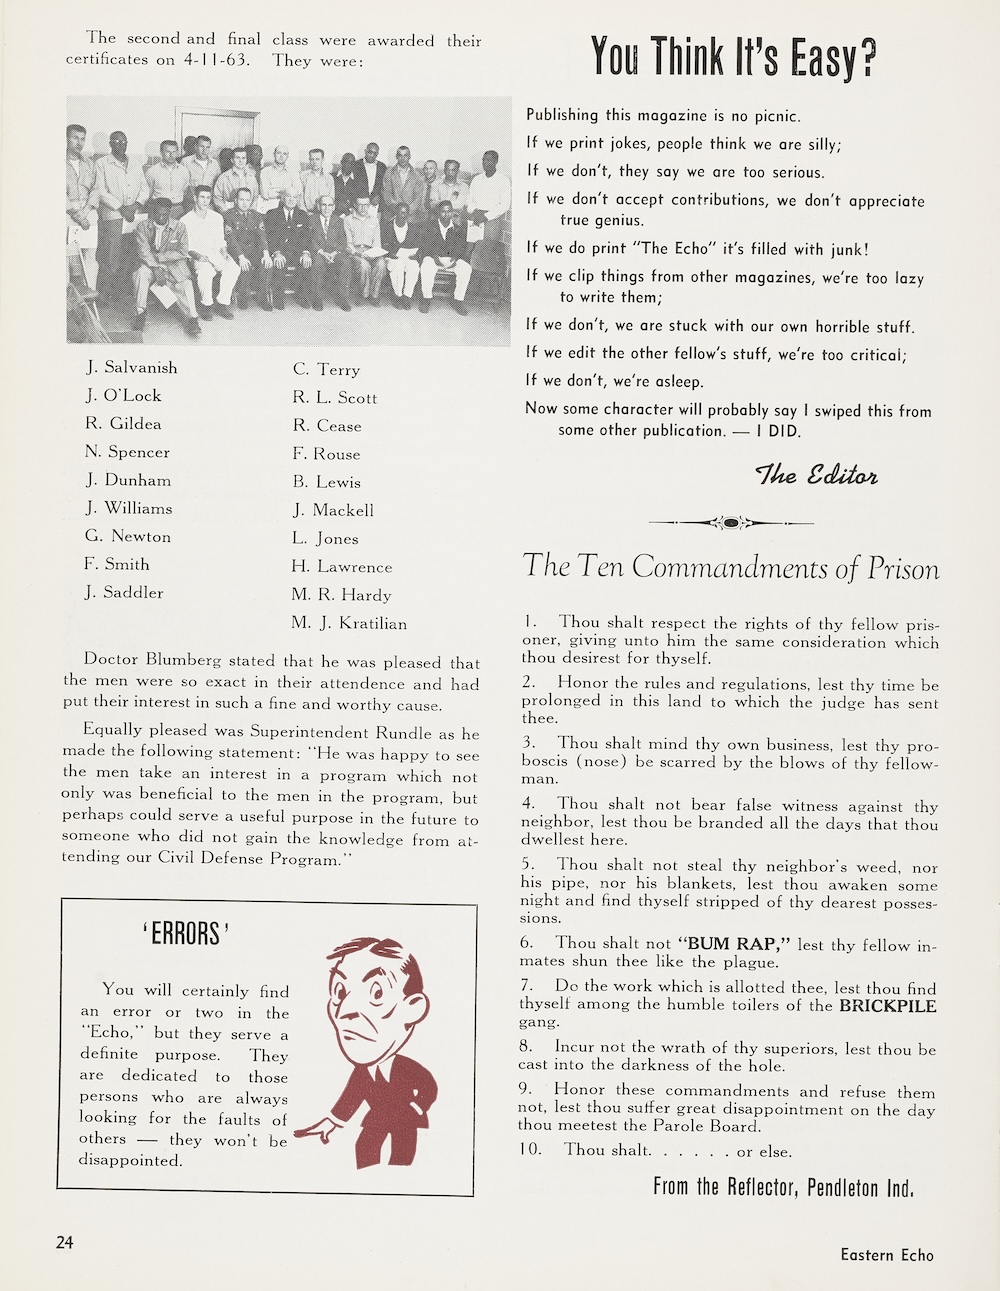 The second and final class were awarded their
certificates on 4-11-63. They were:
J. Salvanish
J. O'Lock
R. Gildea
N. Spencer
J. Dunham
J. Williams
G. Newton
F. Smith
J. Saddler
C. Terry
R. L. Scott
R. Cease
F. Rouse
B. Lewis
J. Mackell
L. Jones
H. Lawrence
M. R. Hardy
M. J. Kratilian
Doctor Blumberg stated that he was pleased that
the men were so exact in their attendence and had
put their interest in such a fine and worthy cause.
Equally pleased was Superintendent Rundle as he
made the following statement: "He was happy to see
the men take an interest in a program which not
only was beneficial to the men in the program, but
perhaps could serve a useful purpose in the future to
someone who did not gain the knowledge from at-
tending our Civil Defense Program."
'ERRORS'
You will certainly find
an error or two in the
"Echo," but they serve a
definite purpose. They
are dedicated to those
persons who are always
looking for the faults of
others — they won't be
disappointed.
24
You Think It's Easy?
Publishing this magazine is no picnic.
If we print jokes, people think we are silly;
If we don't, they say we are too serious.
If we don't accept contributions, we don't appreciate
true genius.
If we do print "The Echo" it's filled with junk!
If we clip things from other magazines, we're too lazy
to write them;
If we don't, we are stuck with our own horrible stuff.
If we edit the other fellow's stuff, we're too critical;
If we don't, we're asleep.
Now some character will probably say I swiped this from
some other publication. — I DID.
The Editor
The Ten Commandments of Prison
1. Thou shalt respect the rights of thy fellow pris-
oner, giving unto him the same consideration which
thou desirest for thyself.
2. Honor the rules and regulations, lest thy time be
prolonged in this land to which the judge has sent
thee.
3. Thou shalt mind thy own business, lest thy pro-
boscis (nose) be scarred by the blows of thy fellow-
man.
4. Thou shalt not bear false witness against thy
neighbor, lest thou be branded all the days that thou
dwellest here.
5. Thou shalt not steal thy neighbor's weed, nor
his pipe, nor his blankets, lest thou awaken some
night and find thyself stripped of thy dearest posses-
sions.
6. Thou shalt not "BUM RAP," lest thy fellow in-
mates shun thee like the plague.
7. Do the work which is allotted thee, lest thou find
thyself among the humble toilers of the BRICKPILE
gang.
8. Incur not the wrath of thy superiors, lest thou be
cast into the darkness of the hole.
9. Honor these commandments and refuse them
not, lest thou suffer great disappointment on the day
thou meetest the Parole Board.
10. Thou shalt. . . . . . or else.
From the Reflector, Pendleton Ind.
Eastern Echo